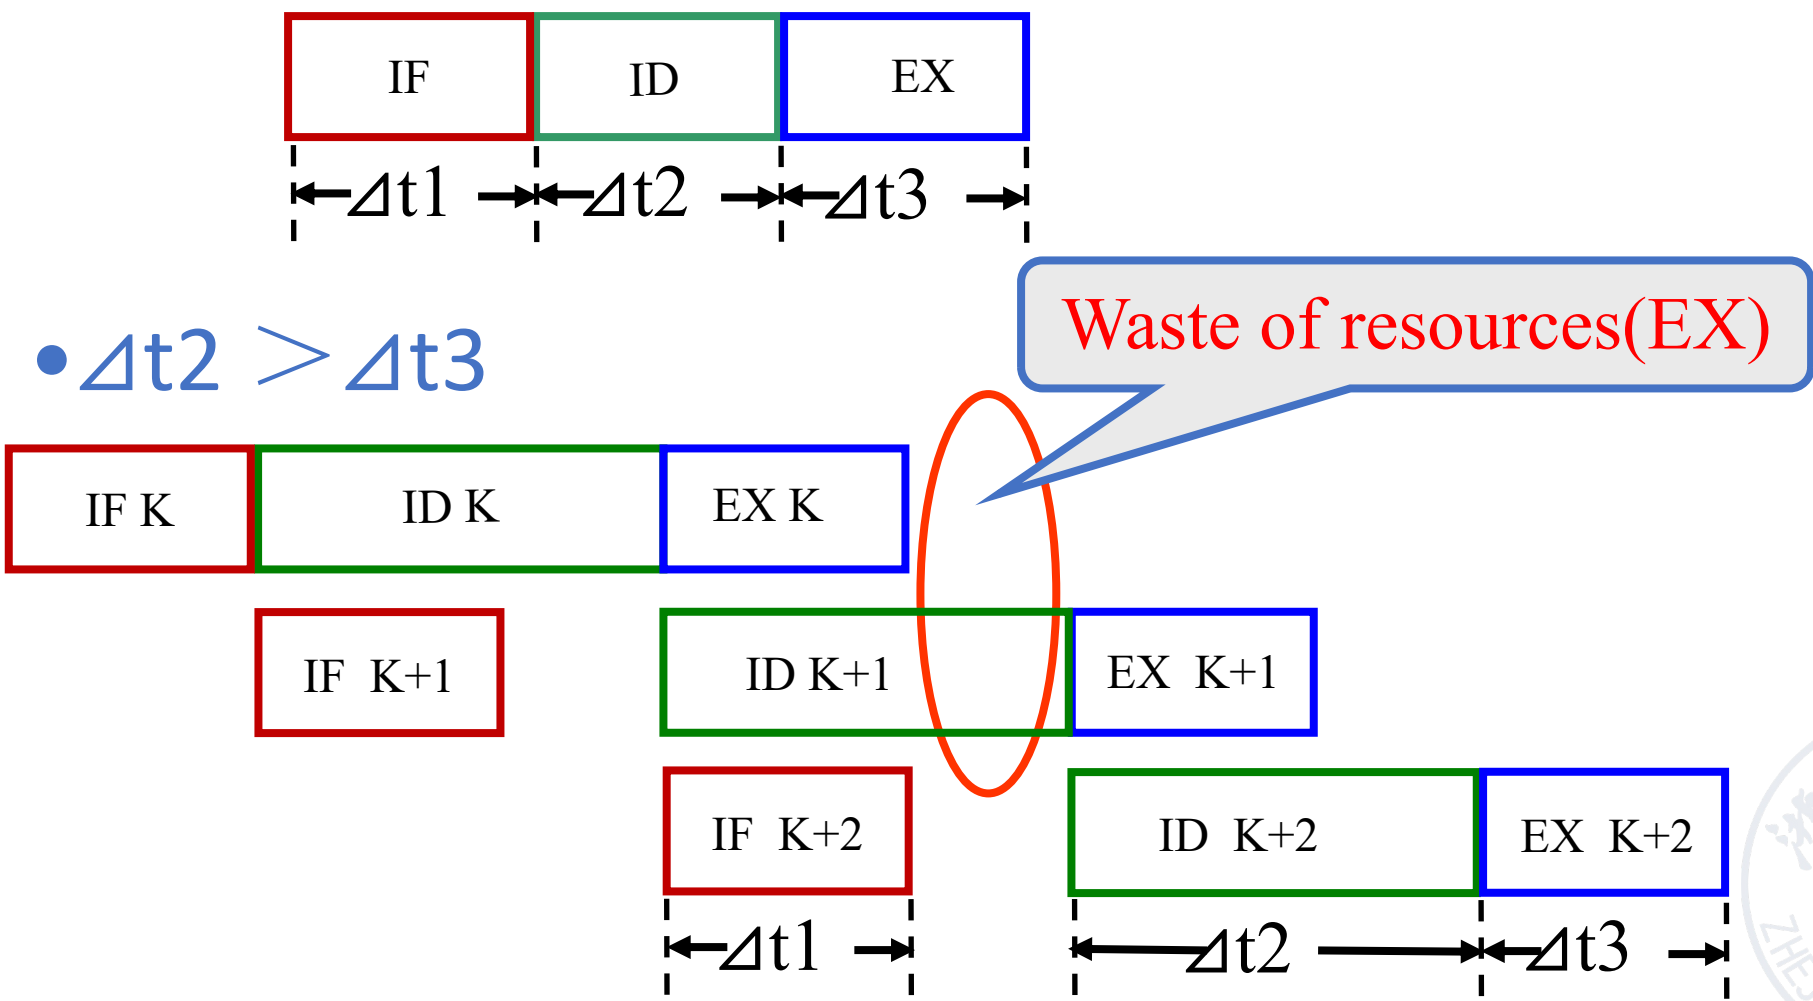 IF ID EX
⊿t1 ⊿t2 ⊿t3
Waste of resources(EX)
•⊿t2 ＞⊿t3
IF K ID K EX K
IF K+1 ID K+1 EX K+1
IF K+2 ID K+2 EX K+2
⊿t1 ⊿t2 ⊿t3